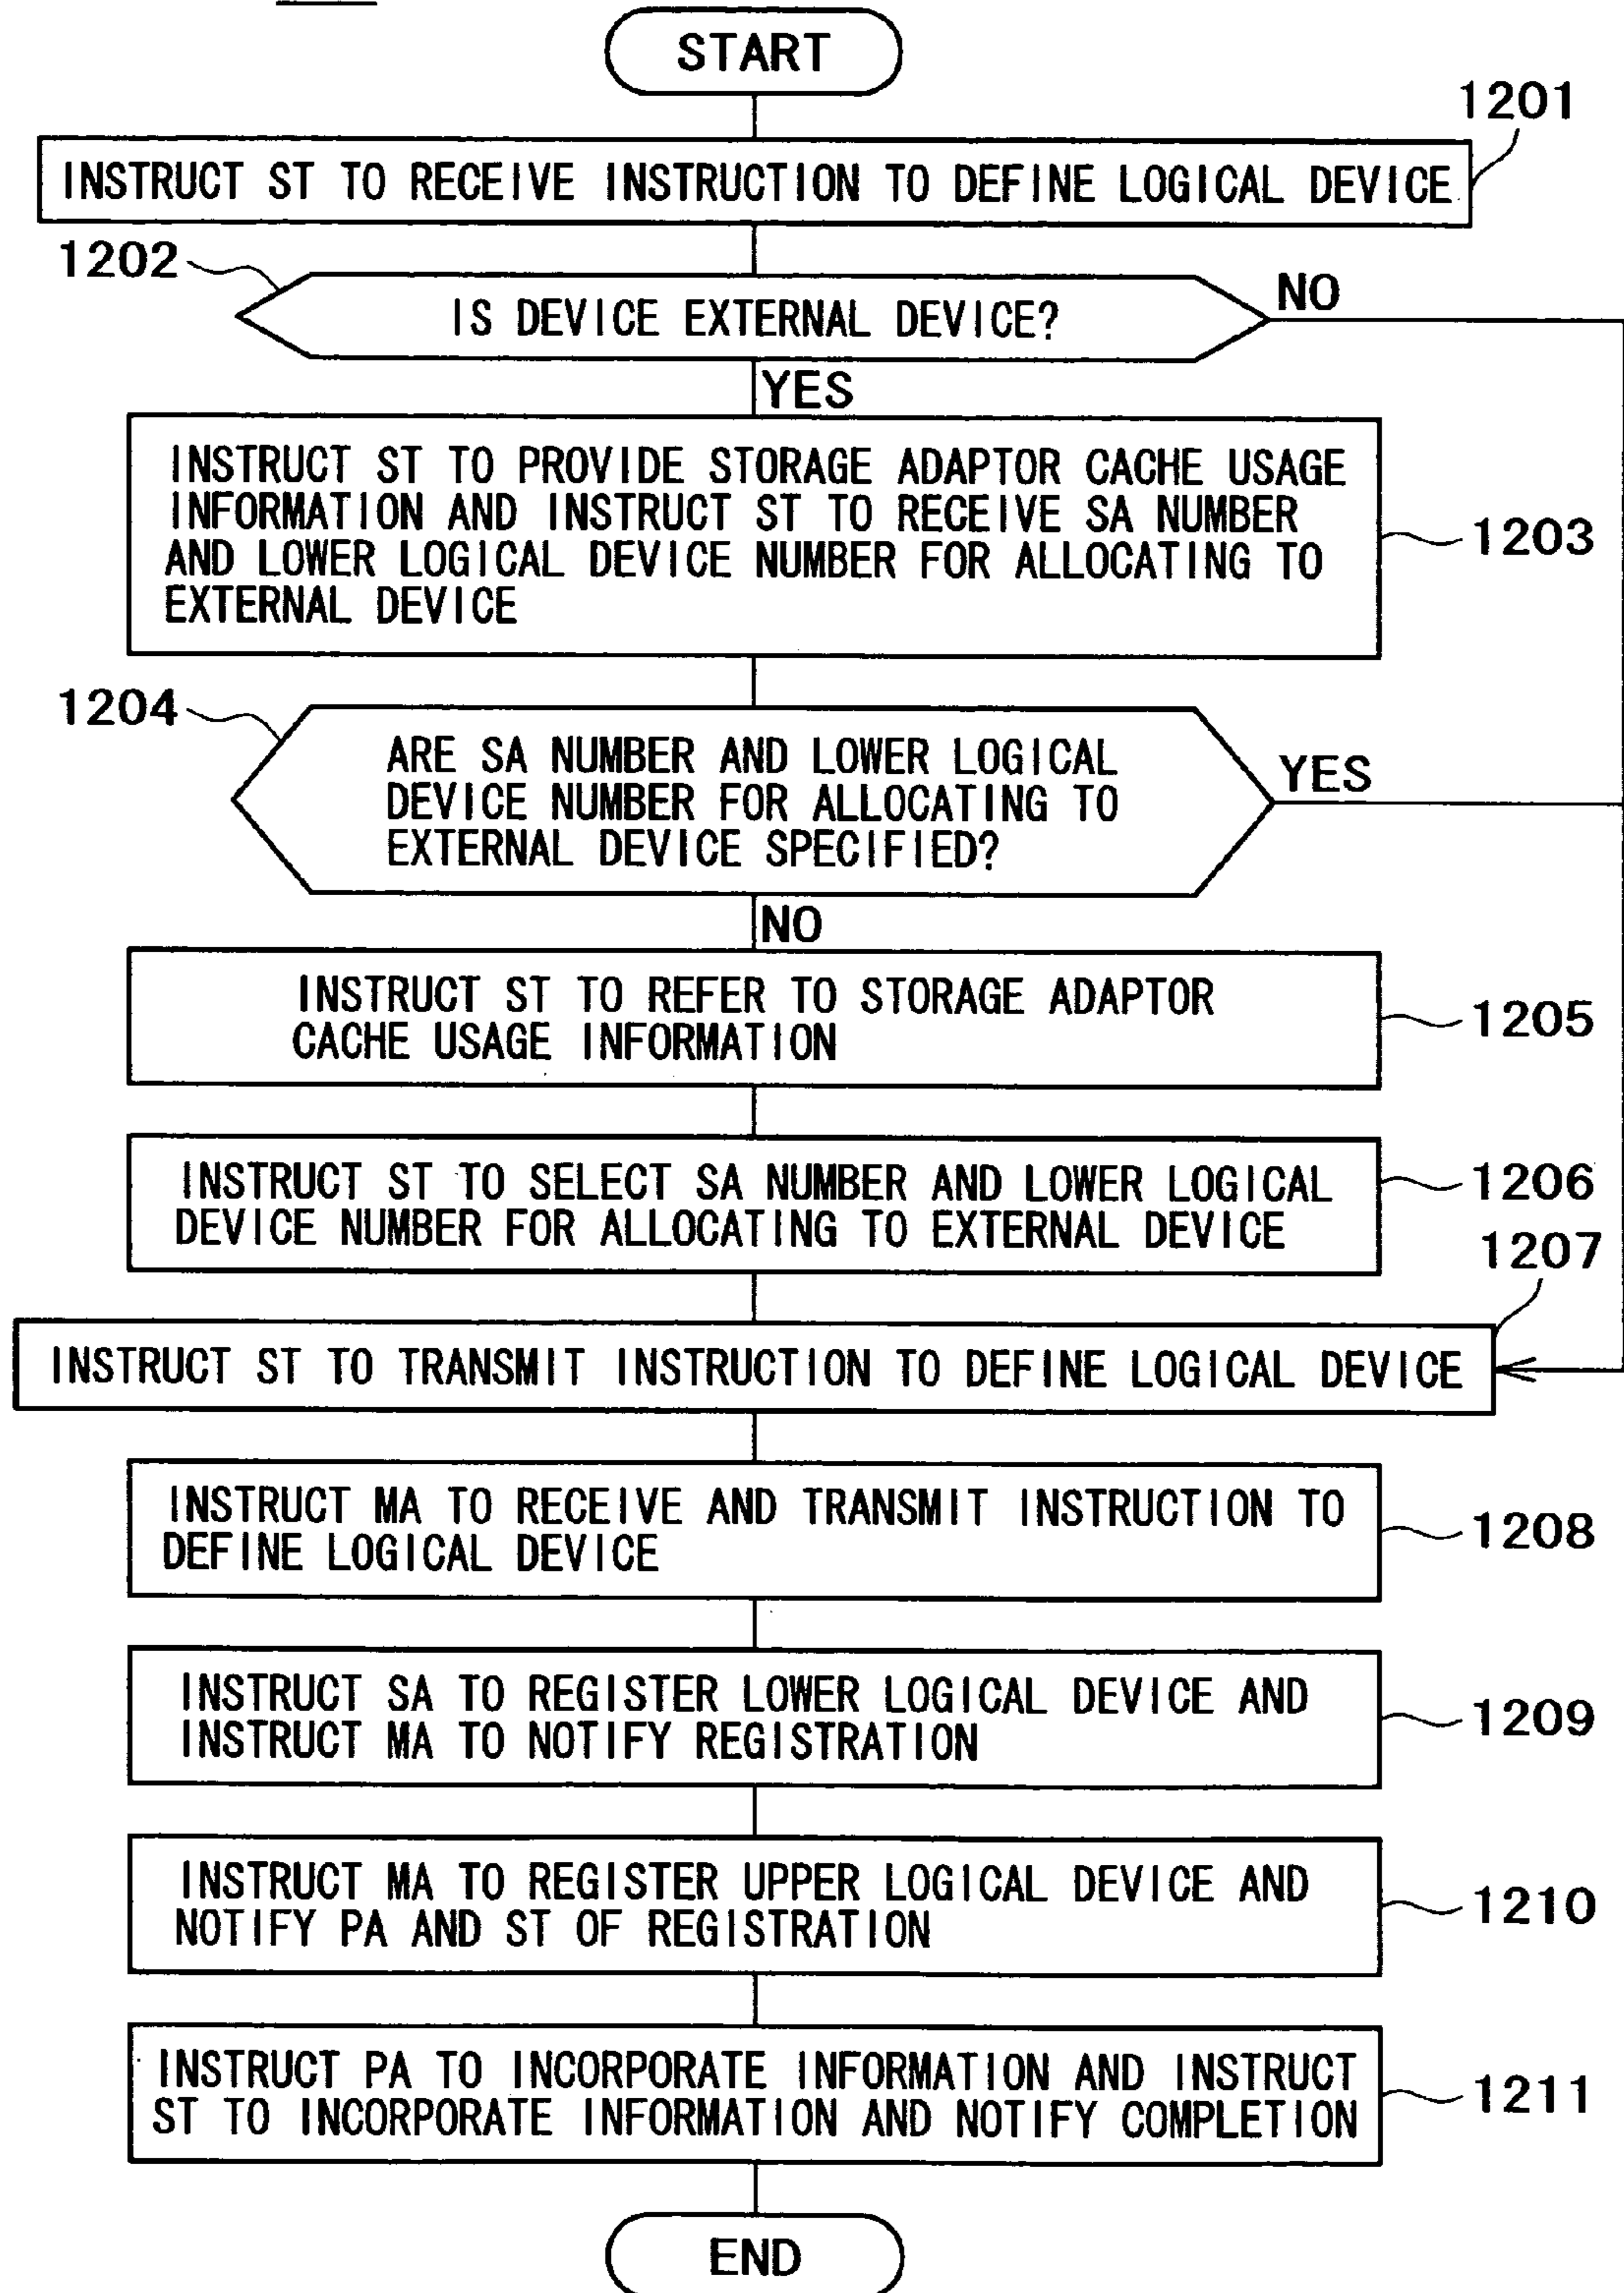 START
1201
INSTRUCT ST TO RECEIVE INSTRUCTION TO DEFINE LOGICAL DEVICE
1202
IS DEVICE EXTERNAL DEVICE?
NO
YES
INSTRUCT ST TO PROVIDE STORAGE ADAPTOR CACHE USAGE
INFORMATION AND INSTRUCT ST TO RECEIVE SA NUMBER
AND LOWER LOGICAL DEVICE NUMBER FOR ALLOCATING TO
EXTERNAL DEVICE
1203
1204
ARE SA NUMBER AND LOWER LOGICAL
DEVICE NUMBER FOR ALLOCATING TO
EXTERNAL DEVICE SPECIFIED?
YES
NO
INSTRUCT ST TO REFER TO STORAGE ADAPTOR
CACHE USAGE INFORMATION
1205
INSTRUCT ST TO SELECT SA NUMBER AND LOWER LOGICAL
DEVICE NUMBER FOR ALLOCATING TO EXTERNAL DEVICE
1206
1207
INSTRUCT ST TO TRANSMIT INSTRUCTION TO DEFINE LOGICAL DEVICE
INSTRUCT MA TO RECEIVE AND TRANSMIT INSTRUCTION TO
DEFINE LOGICAL DEVICE
1208
INSTRUCT SA TO REGISTER LOWER LOGICAL DEVICE AND
INSTRUCT MA TO NOTIFY REGISTRATION
1209
INSTRUCT MA TO REGISTER UPPER LOGICAL DEVICE AND
NOTIFY PA AND ST OF REGISTRATION
1210
INSTRUCT PA TO INCORPORATE INFORMATION AND INSTRUCT
ST TO INCORPORATE INFORMATION AND NOTIFY COMPLETION
1211
END